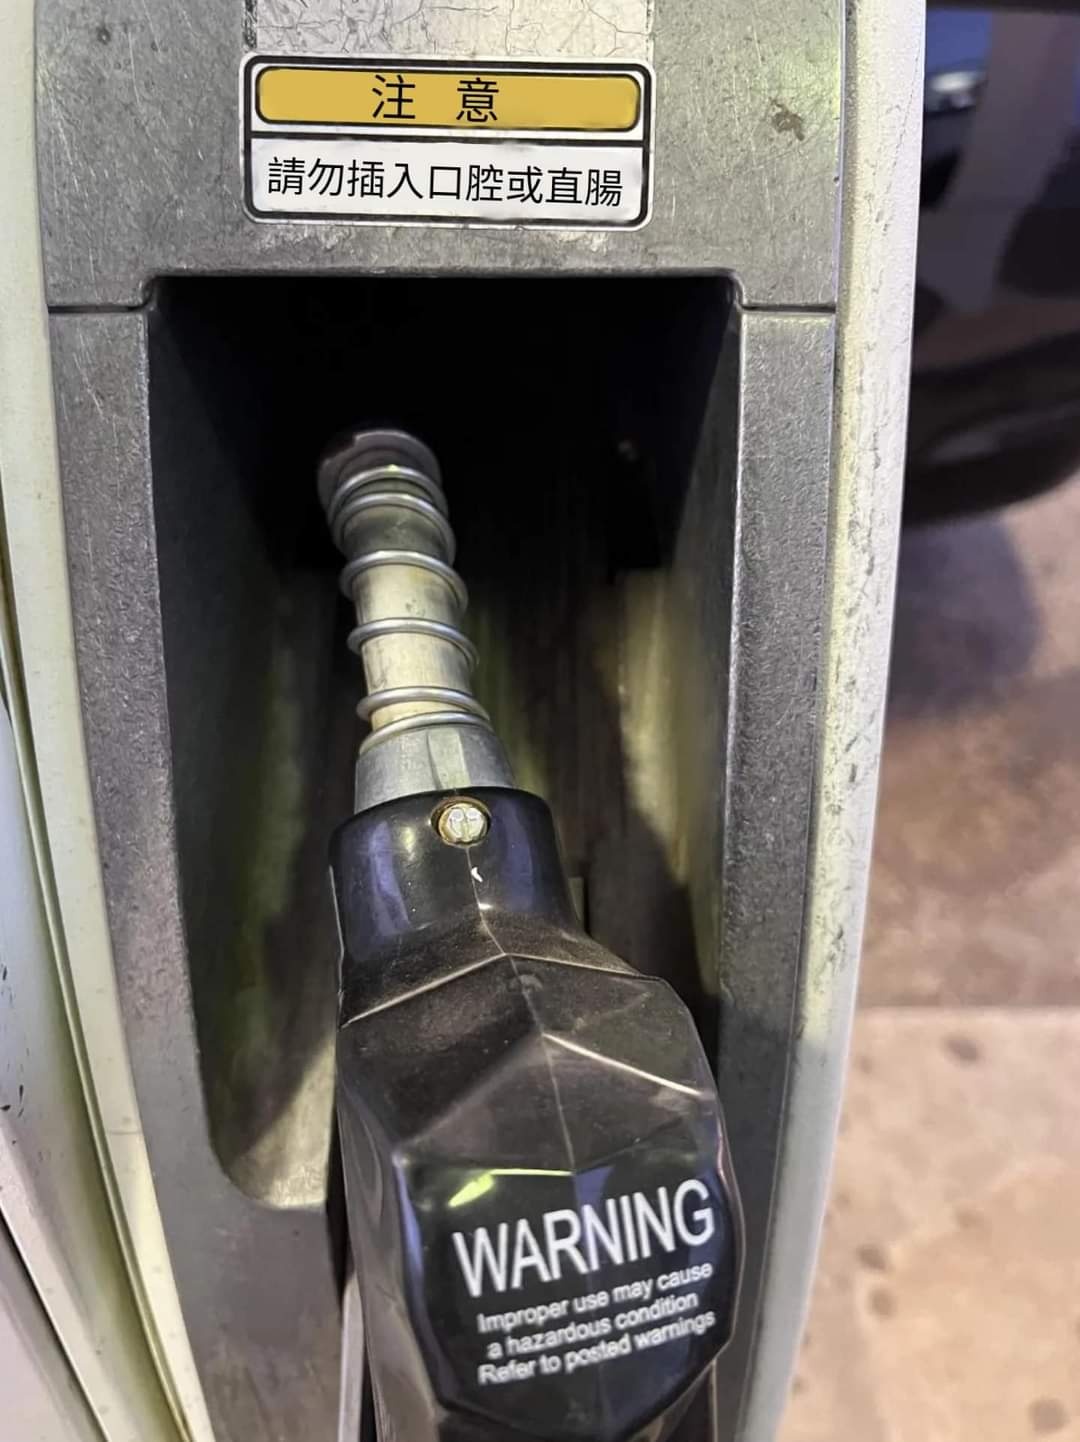 注意
請勿插入口腔或直腸
WARNING
Improper use may cause
a hazardous condition
Refer to posted warnings